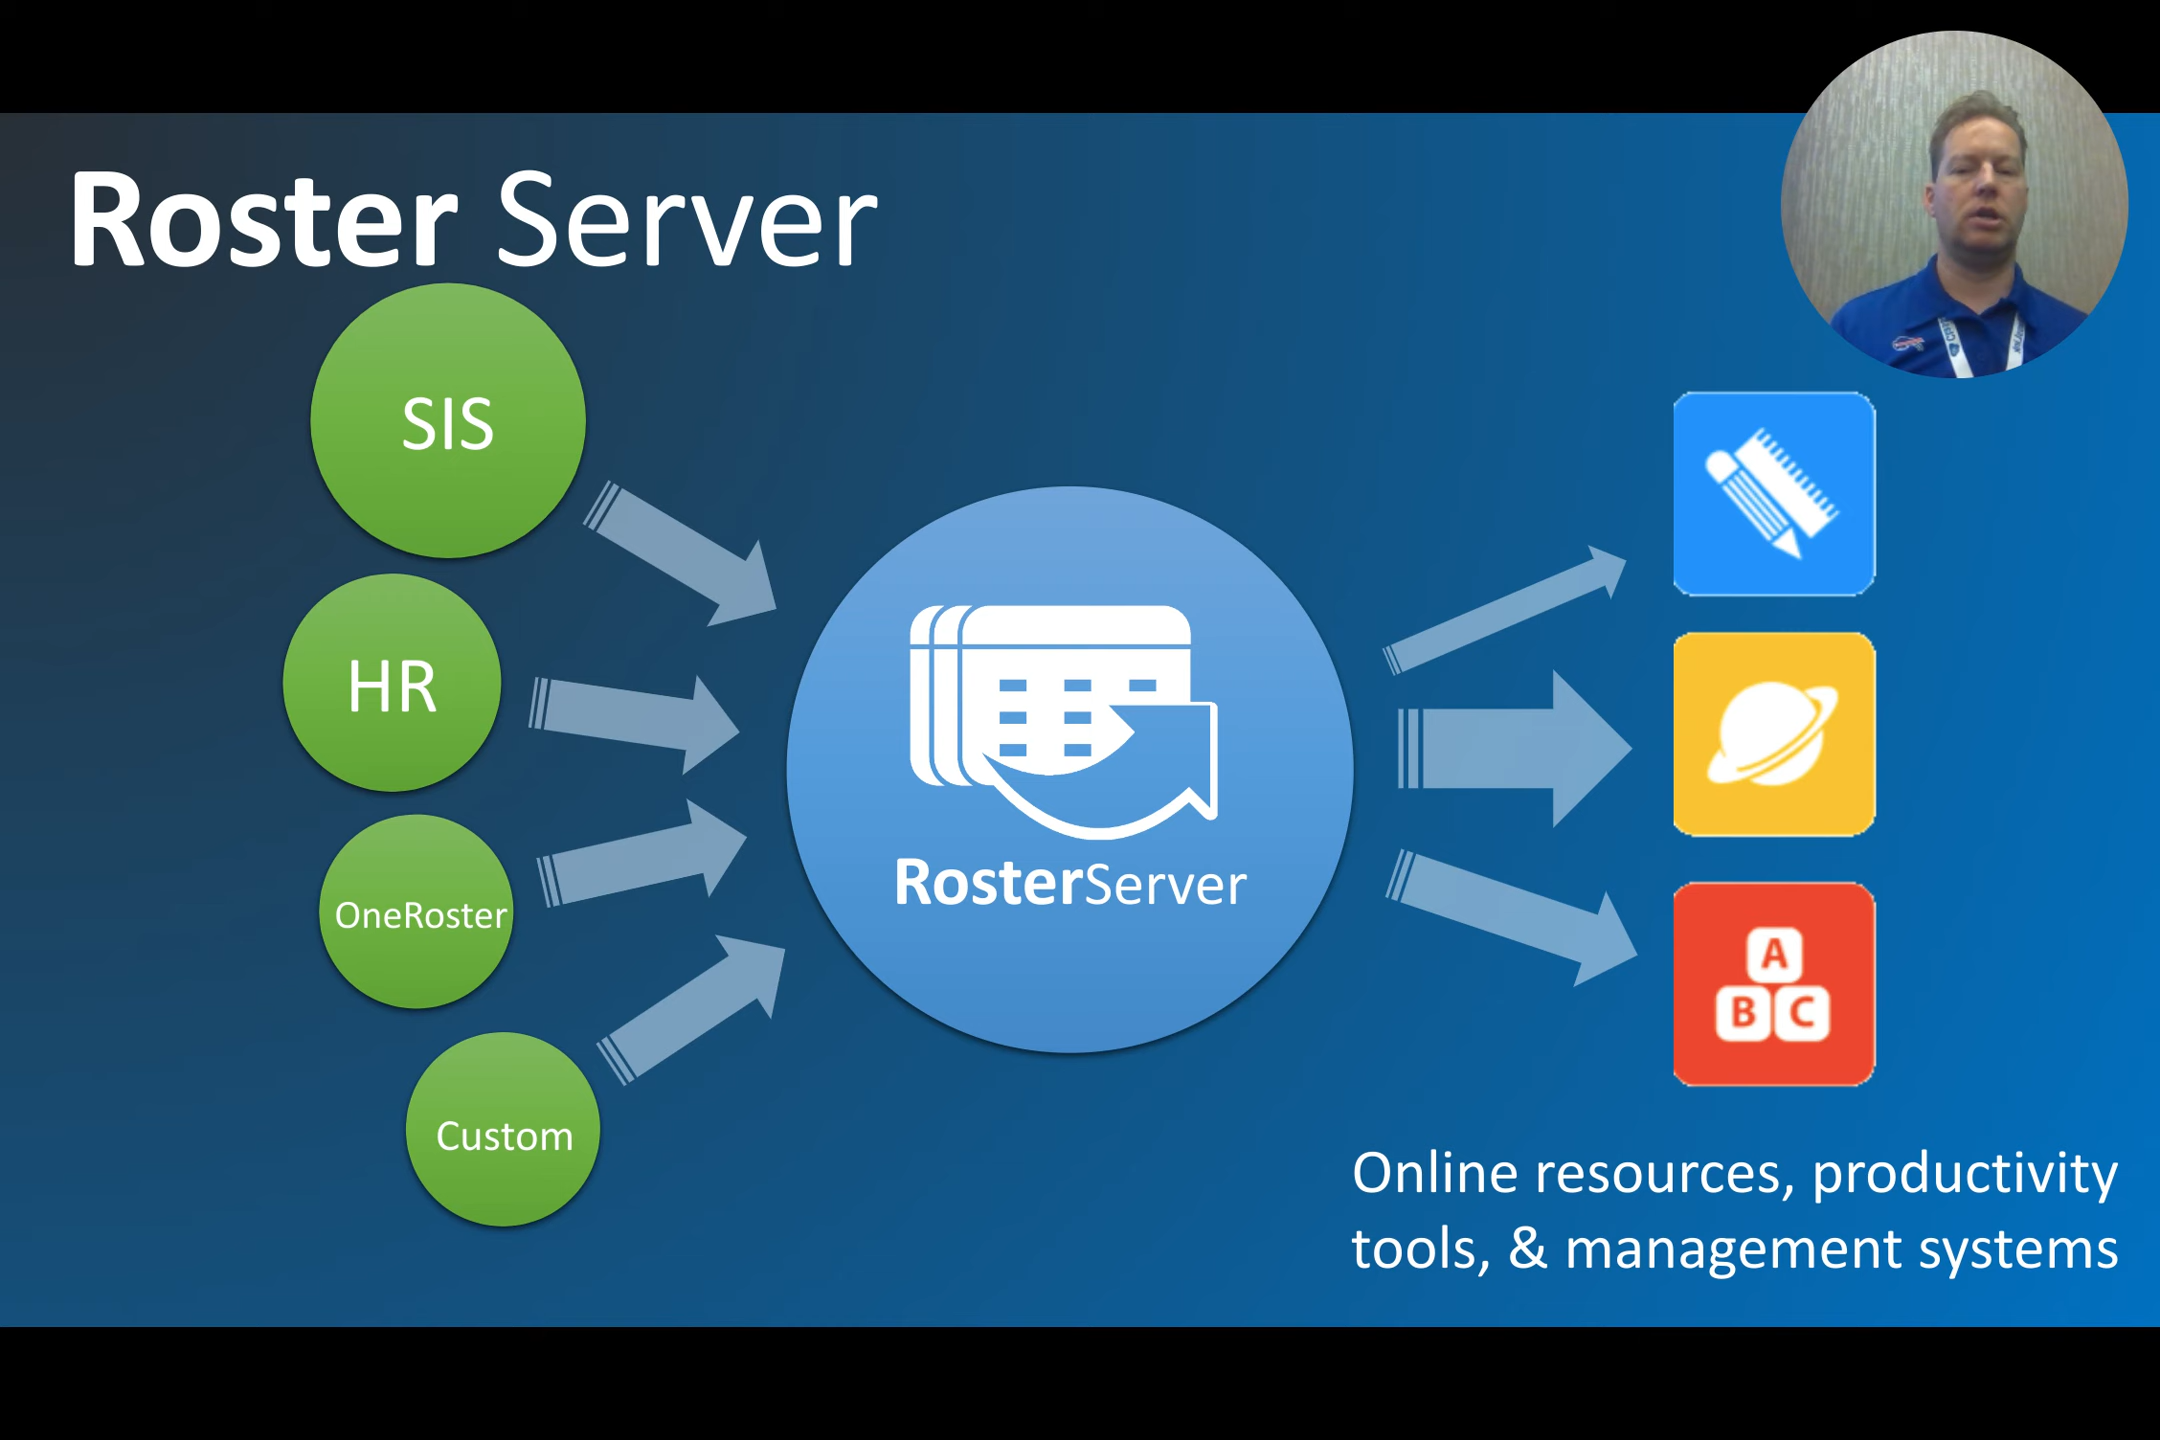 Roster Server
SIS
HR
OneRoster
Custom
RosterServer
A
B C
Online resources, productivity
tools, & management systems